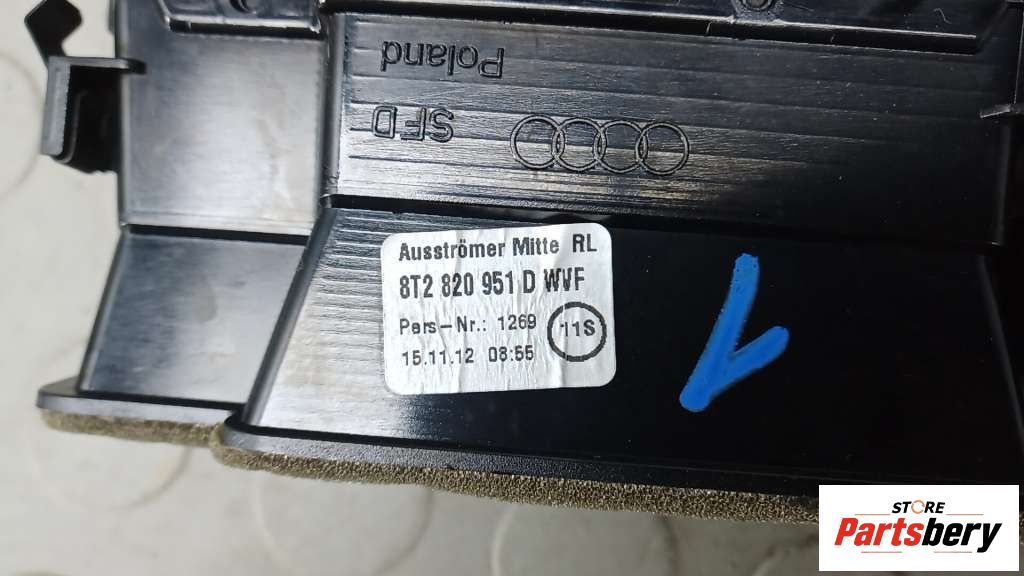 Poland
SFD
Ausströmer Mitte RL
8T2 820 951 D WVF
Pers-Nr.: 1269
11S
15.11.12 08:55
STORE
Partsbery